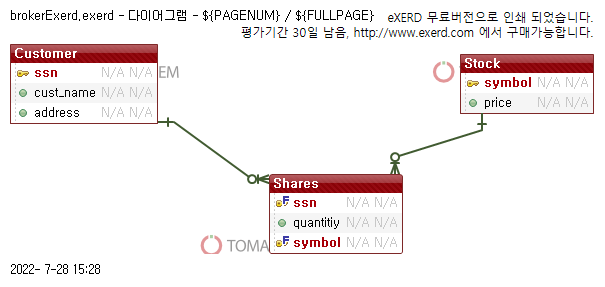 brokerExerd.exerd - 다이어그램 - ${PAGENUM} / ${FULLPAGE}
eXERD 무료버전으로 인쇄 되었습니다.
평가기간 30일 남음, http://www.exerd.com 에서 구매가능합니다.
Customer
ssn N/A N/A
cust_name N/A N/A
address N/A N/A
EM
Stock
symbol N/A N/A
price N/A N/A
Shares
ssn N/A N/A
quantitiy N/A N/A
symbol N/A N/A
TOMA
2022- 7-28 15:28